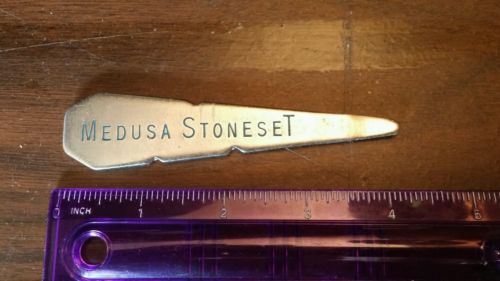 MEDUSA STONESET
INCH 1 2 3 4 5